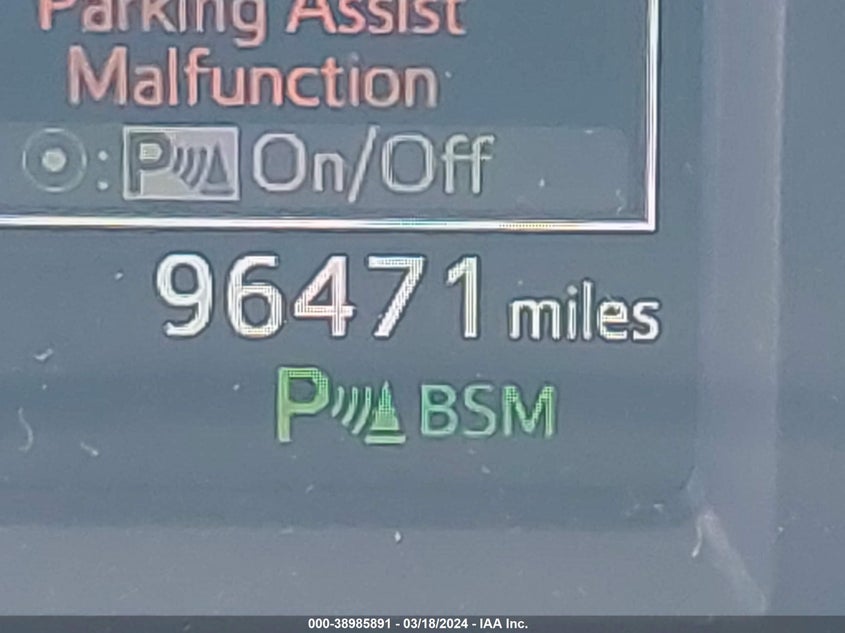 Parking Assist
Malfunction
: P On/Off
96471 miles
P BSM
000-38985891 - 03/18/2024 - IAA Inc.